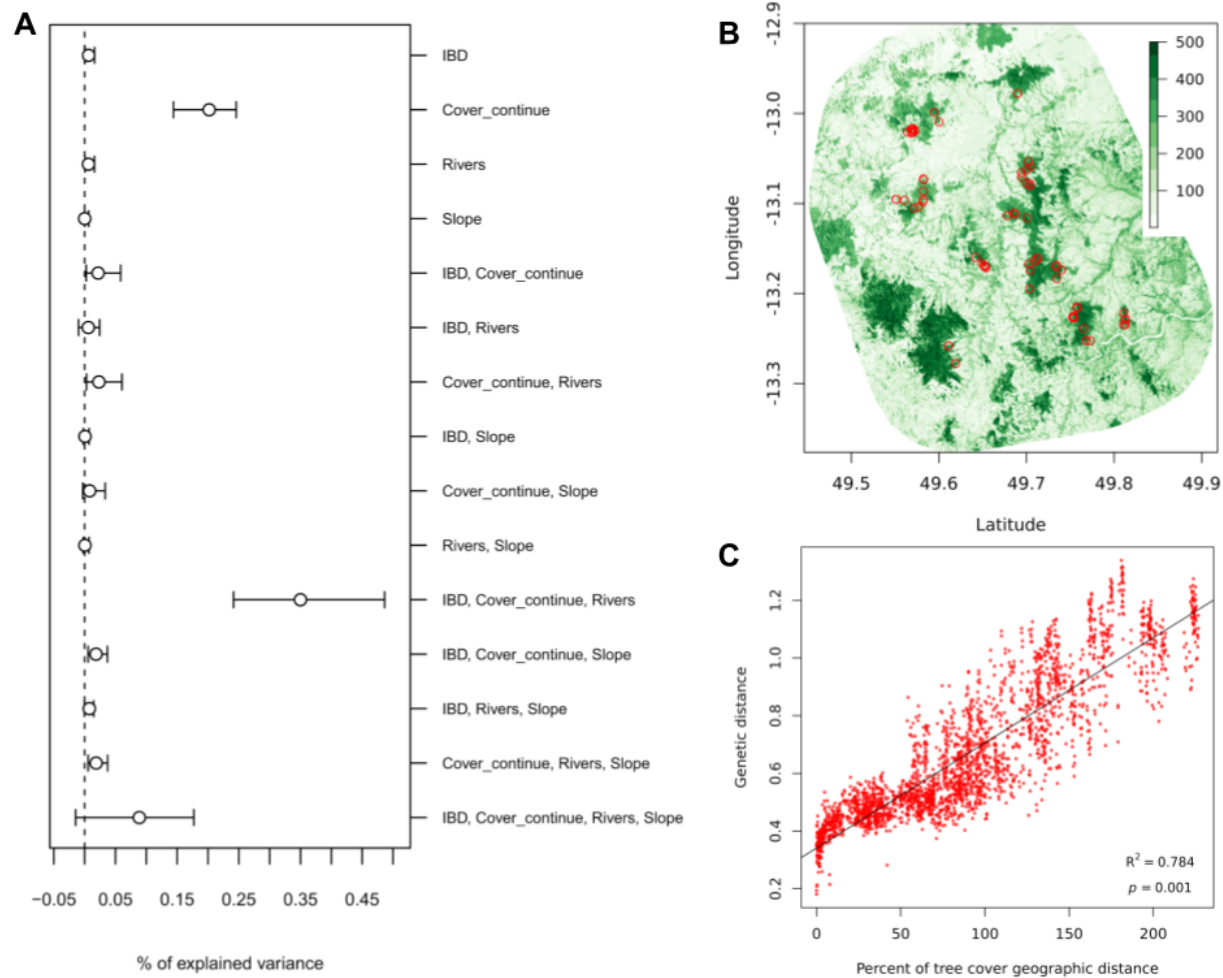 A
IBD
Cover_continue
Rivers
Slope
IBD, Cover_continue
IBD, Rivers
Cover_continue, Rivers
IBD, Slope
Cover_continue, Slope
Rivers, Slope
IBD, Cover_continue, Rivers
IBD, Cover_continue, Slope
IBD, Rivers, Slope
Cover_continue, Rivers, Slope
IBD, Cover_continue, Rivers, Slope
−0.05 0.05 0.15 0.25 0.35 0.45
% of explained variance
B
-12.9
-13.0
-13.1
-13.2
-13.3
Longitude
500
400
300
200
100
49.5 49.6 49.7 49.8 49.9
Latitude
C
1.2
1.0
0.8
0.6
0.4
0.2
Genetic distance
R² = 0.784
p = 0.001
0 50 100 150 200
Percent of tree cover geographic distance